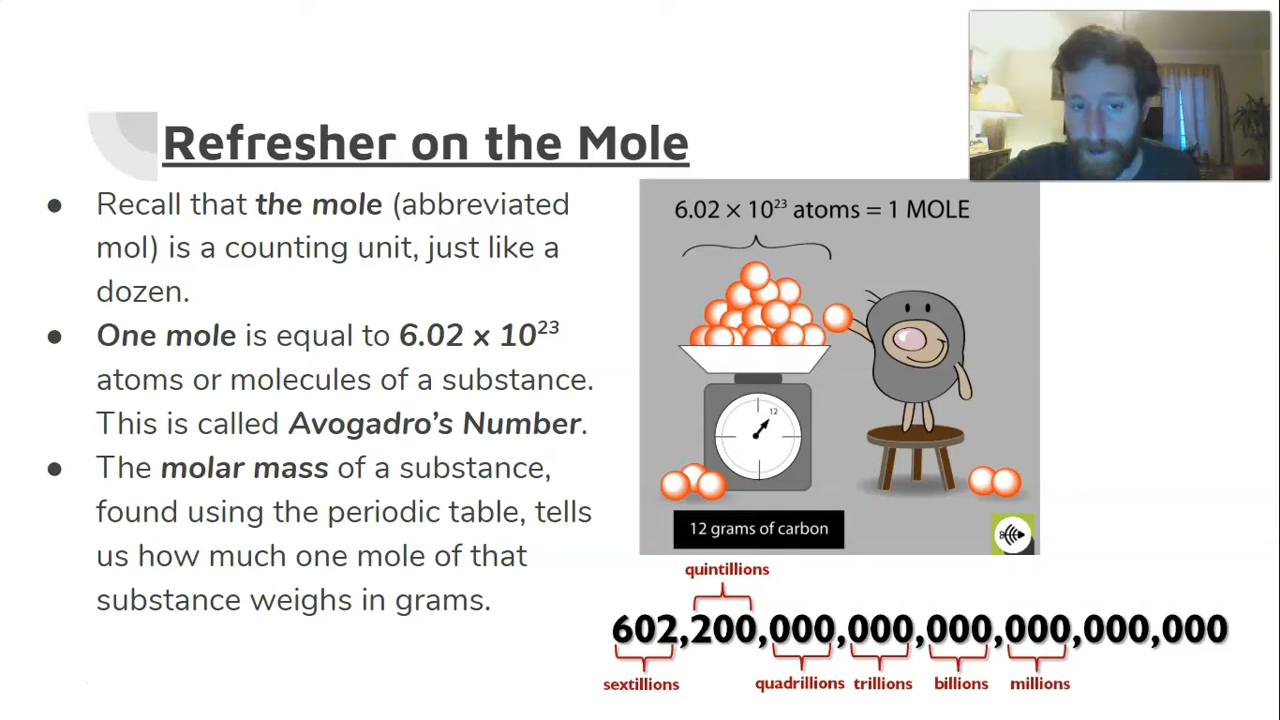 Refresher on the Mole
● Recall that the mole (abbreviated
mol) is a counting unit, just like a
dozen.
● One mole is equal to 6.02 x 10²³
atoms or molecules of a substance.
This is called Avogadro’s Number.
● The molar mass of a substance,
found using the periodic table, tells
us how much one mole of that
substance weighs in grams.
6.02 × 10²³ atoms = 1 MOLE
12
12 grams of carbon
quintillions
602,200,000,000,000,000,000,000
sextillions quadrillions trillions billions millions